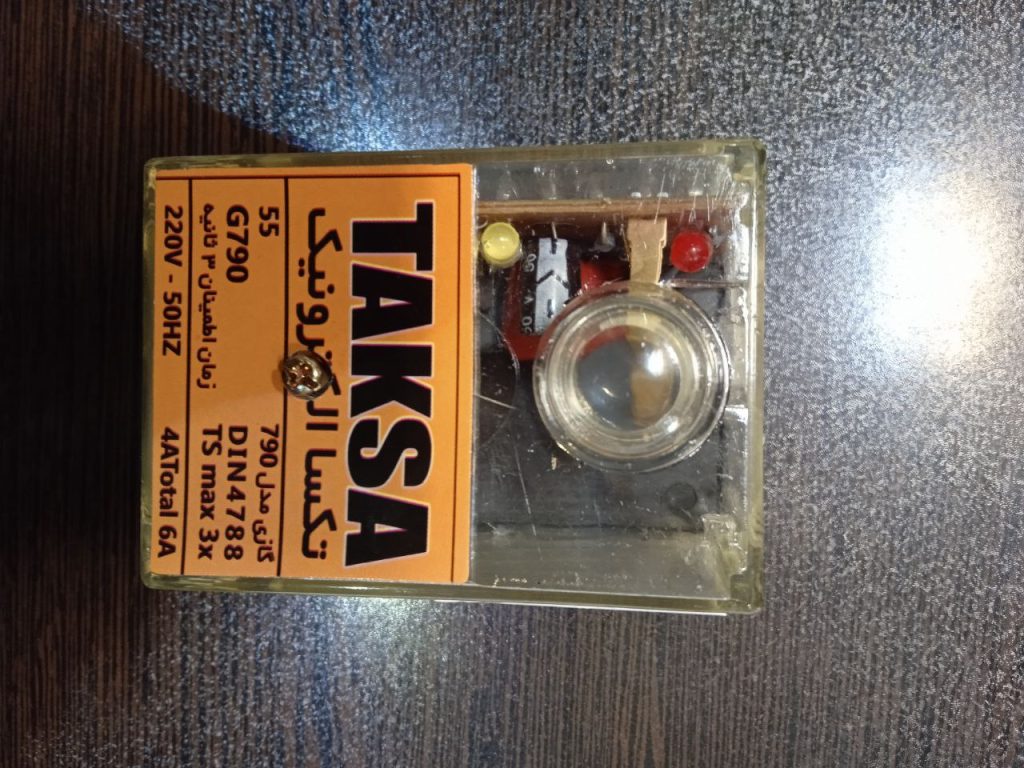 TAKSA
تکسا الکترونیک
گازی مدل 790 55
G790 DIN4788
زمان اطمینان ۳ ثانیه TS max 3x
220V - 50HZ 4ATotal 6A